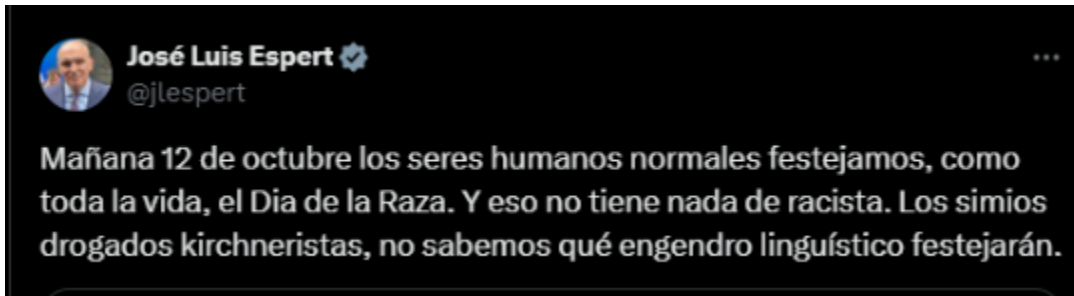 José Luis Espert
@jlespert
Mañana 12 de octubre los seres humanos normales festejamos, como
toda la vida, el Dia de la Raza. Y eso no tiene nada de racista. Los simios
drogados kirchneristas, no sabemos qué engendro linguístico festejarán.